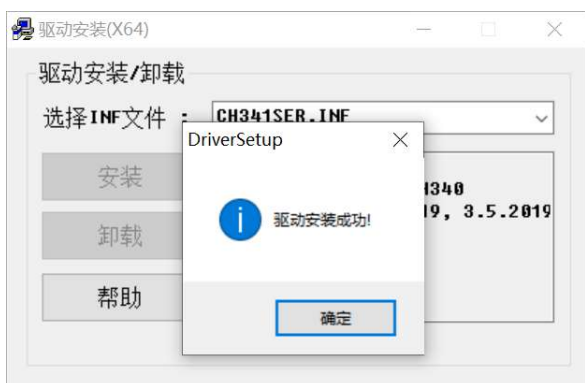 驱动安装(X64)
驱动安装/卸载
选择INF文件 : CH341SER.INF
DriverSetup
安装
卸载
帮助
驱动安装成功!
确定
3.5.2019